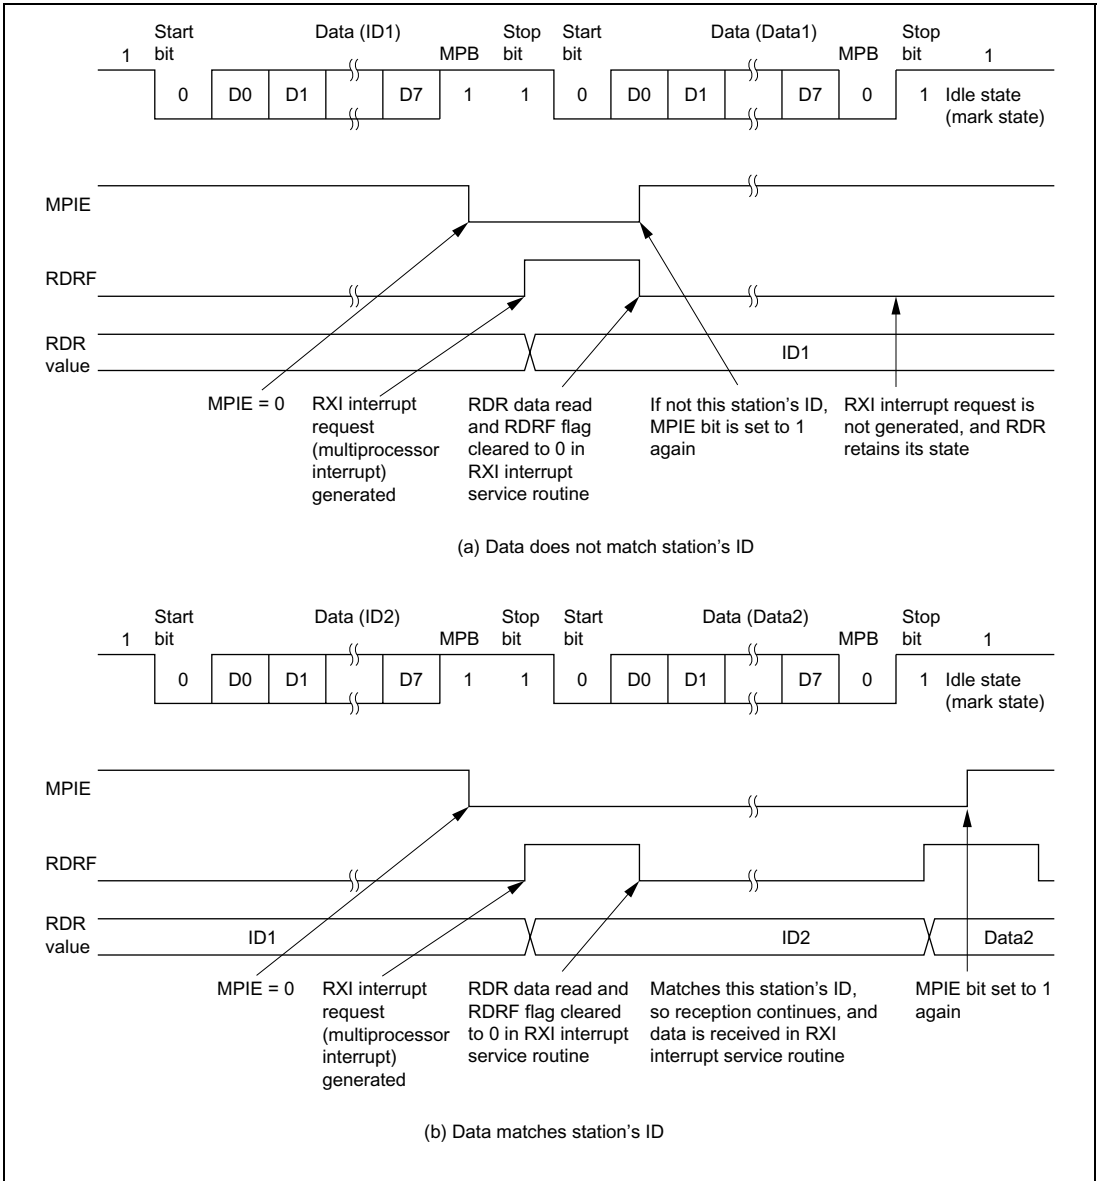 Start bit Data (ID1) MPB Stop bit Start bit Data (Data1) MPB Stop bit
1 1
0 D0 D1 D7 1 1 0 D0 D1 D7 0 1 Idle state (mark state)
MPIE
RDRF
RDR value ID1
MPIE = 0
RXI interrupt
request
(multiprocessor
interrupt)
generated
RDR data read
and RDRF flag
cleared to 0 in
RXI interrupt
service routine
If not this station's ID,
MPIE bit is set to 1
again
RXI interrupt request is
not generated, and RDR
retains its state
(a) Data does not match station's ID
Start bit Data (ID2) MPB Stop bit Start bit Data (Data2) MPB Stop bit
1 1
0 D0 D1 D7 1 1 0 D0 D1 D7 0 1 Idle state (mark state)
MPIE
RDRF
RDR value ID1 ID2 Data2
MPIE = 0
RXI interrupt
request
(multiprocessor
interrupt)
generated
RDR data read and
RDRF flag cleared
to 0 in RXI interrupt
service routine
Matches this station's ID,
so reception continues, and
data is received in RXI
interrupt service routine
MPIE bit set to 1
again
(b) Data matches station's ID